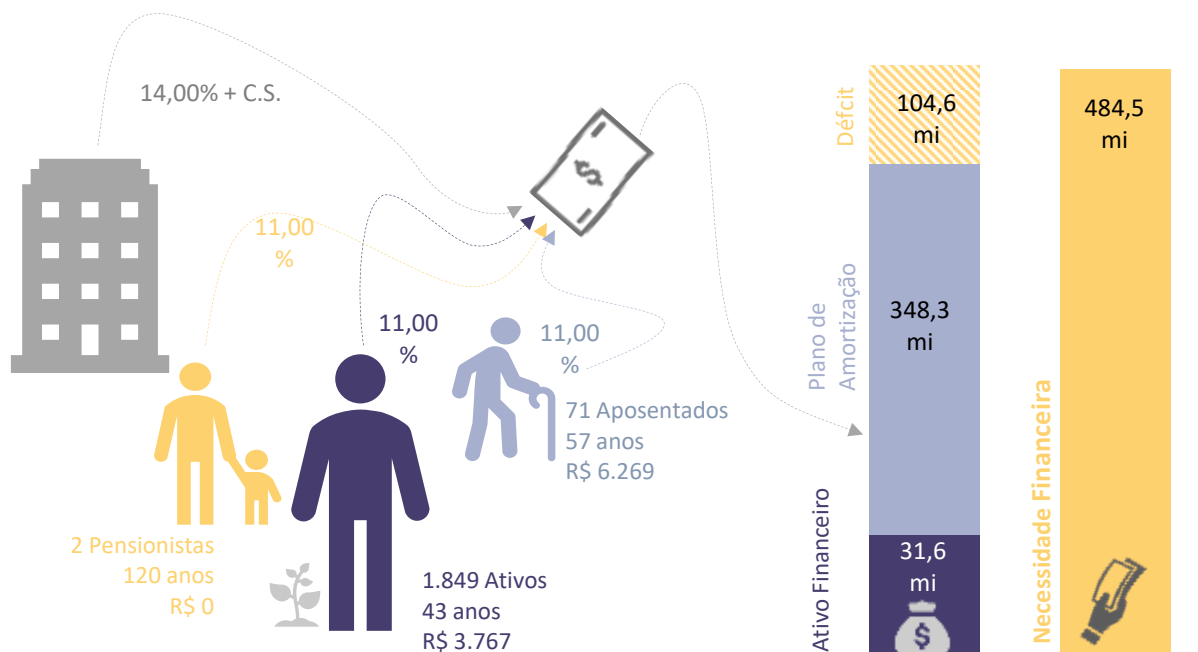 14,00% + C.S.
11,00
%
11,00
%
11,00
%
71 Aposentados
57 anos
R$ 6.269
2 Pensionistas
120 anos
R$ 0
1.849 Ativos
43 anos
R$ 3.767
Défcit
104,6
mi
Plano de
Amortização
348,3
mi
Ativo Financeiro
31,6
mi
$
$
Necessidade Financeira
484,5
mi